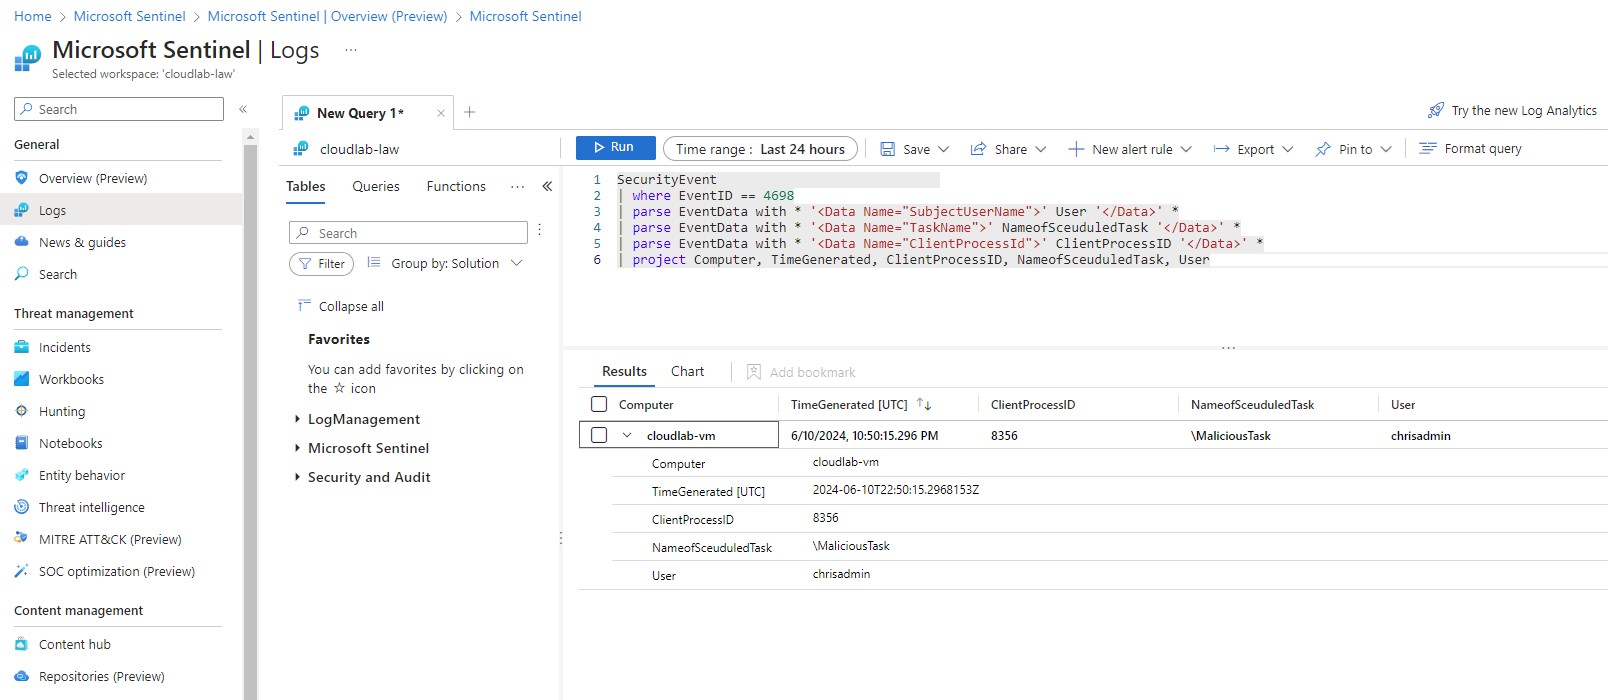 Home > Microsoft Sentinel > Microsoft Sentinel | Overview (Preview) > Microsoft Sentinel
Microsoft Sentinel | Logs ...
Selected workspace: 'cloudlab-law'
Search «
General
Overview (Preview)
Logs
News & guides
Search
Threat management
Incidents
Workbooks
Hunting
Notebooks
Entity behavior
Threat intelligence
MITRE ATT&CK (Preview)
SOC optimization (Preview)
Content management
Content hub
Repositories (Preview)
New Query 1* × +
Try the new Log Analytics
cloudlab-law
Run Time range : Last 24 hours Save Share New alert rule Export Pin to Format query
Tables Queries Functions ... «
Search
Filter Group by: Solution
Collapse all
Favorites
You can add favorites by clicking on
the ☆ icon
LogManagement
Microsoft Sentinel
Security and Audit
1 SecurityEvent
2 | where EventID == 4698
3 | parse EventData with * '<Data Name="SubjectUserName">' User '</Data>' *
4 | parse EventData with * '<Data Name="TaskName">' NameofSceuduledTask '</Data>' *
5 | parse EventData with * '<Data Name="ClientProcessId">' ClientProcessID '</Data>' *
6 | project Computer, TimeGenerated, ClientProcessID, NameofSceuduledTask, User
Results Chart Add bookmark
Computer TimeGenerated [UTC] ↑↓ ClientProcessID NameofSceuduledTask User
cloudlab-vm 6/10/2024, 10:50:15.296 PM 8356 \MaliciousTask chrisadmin
Computer cloudlab-vm
TimeGenerated [UTC] 2024-06-10T22:50:15.2968153Z
ClientProcessID 8356
NameofSceuduledTask \MaliciousTask
User chrisadmin